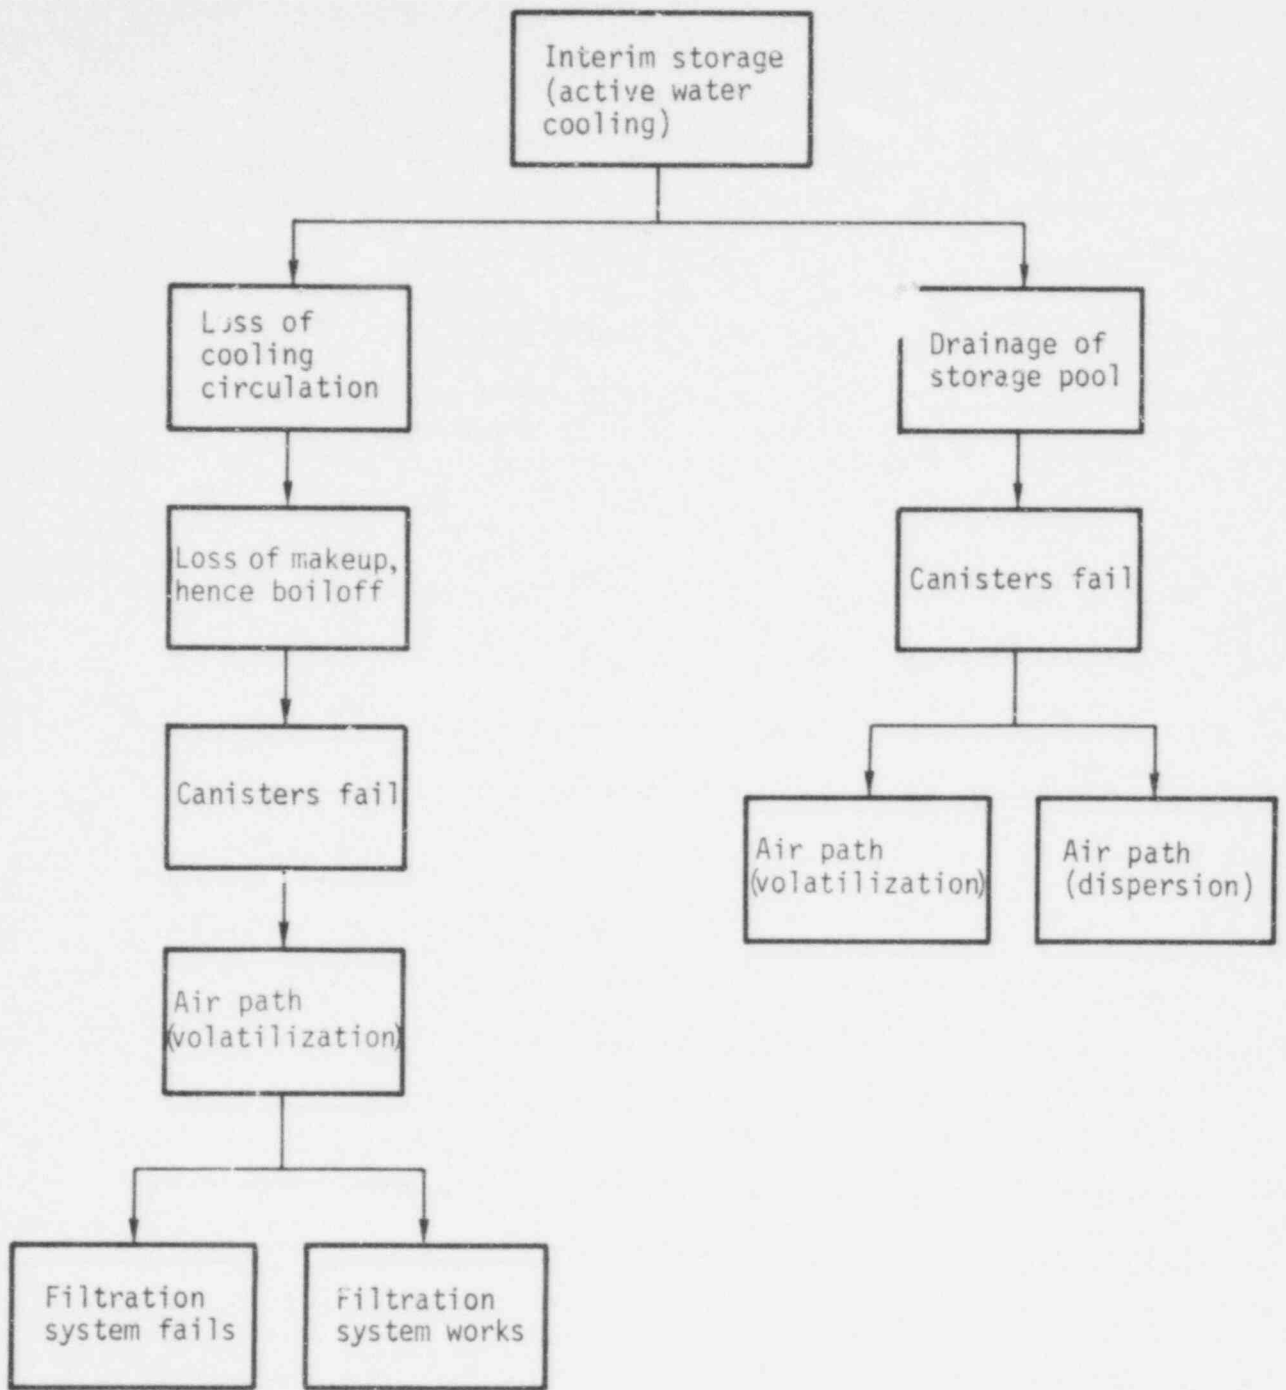 Interim storage
(active water
cooling)
Loss of
cooling
circulation
Drainage of
storage pool
Loss of makeup,
hence boiloff
Canisters fail
Canisters fail
Air path
(volatilization)
Air path
(dispersion)
Air path
(volatilization)
Filtration
system fails
Filtration
system works